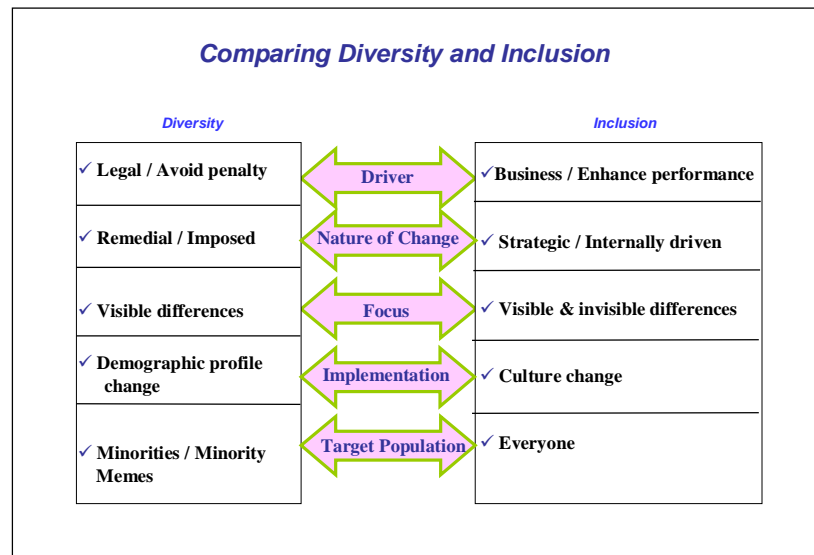 Comparing Diversity and Inclusion
Diversity
Inclusion
✓ Legal / Avoid penalty
Driver
✓ Business / Enhance performance
✓ Remedial / Imposed
Nature of Change
✓ Strategic / Internally driven
✓ Visible differences
Focus
✓ Visible & invisible differences
✓ Demographic profile
change
Implementation
✓ Culture change
✓ Minorities / Minority
Memes
Target Population
✓ Everyone